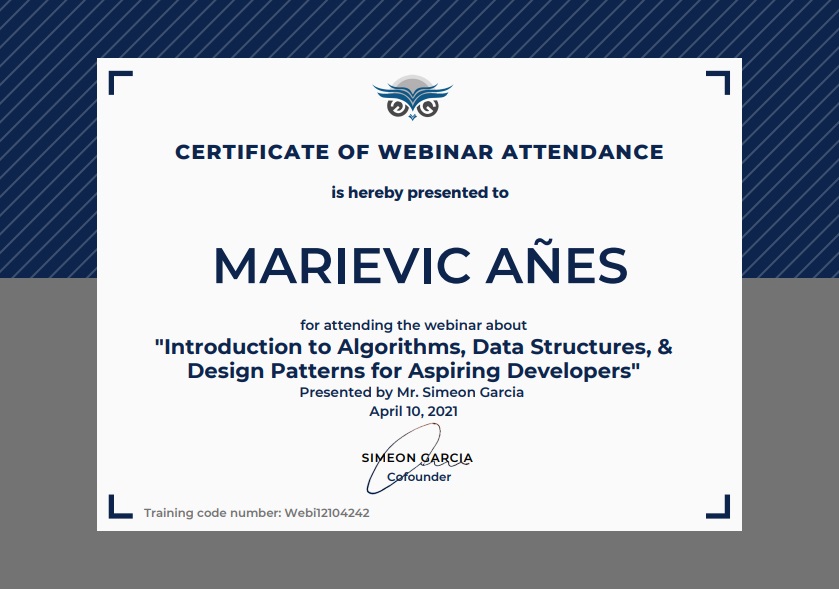 CERTIFICATE OF WEBINAR ATTENDANCE
is hereby presented to
MARIEVIC AÑES
for attending the webinar about
"Introduction to Algorithms, Data Structures, &
Design Patterns for Aspiring Developers"
Presented by Mr. Simeon Garcia
April 10, 2021
SIMEON GARCIA
Cofounder
Training code number: Webi12104242